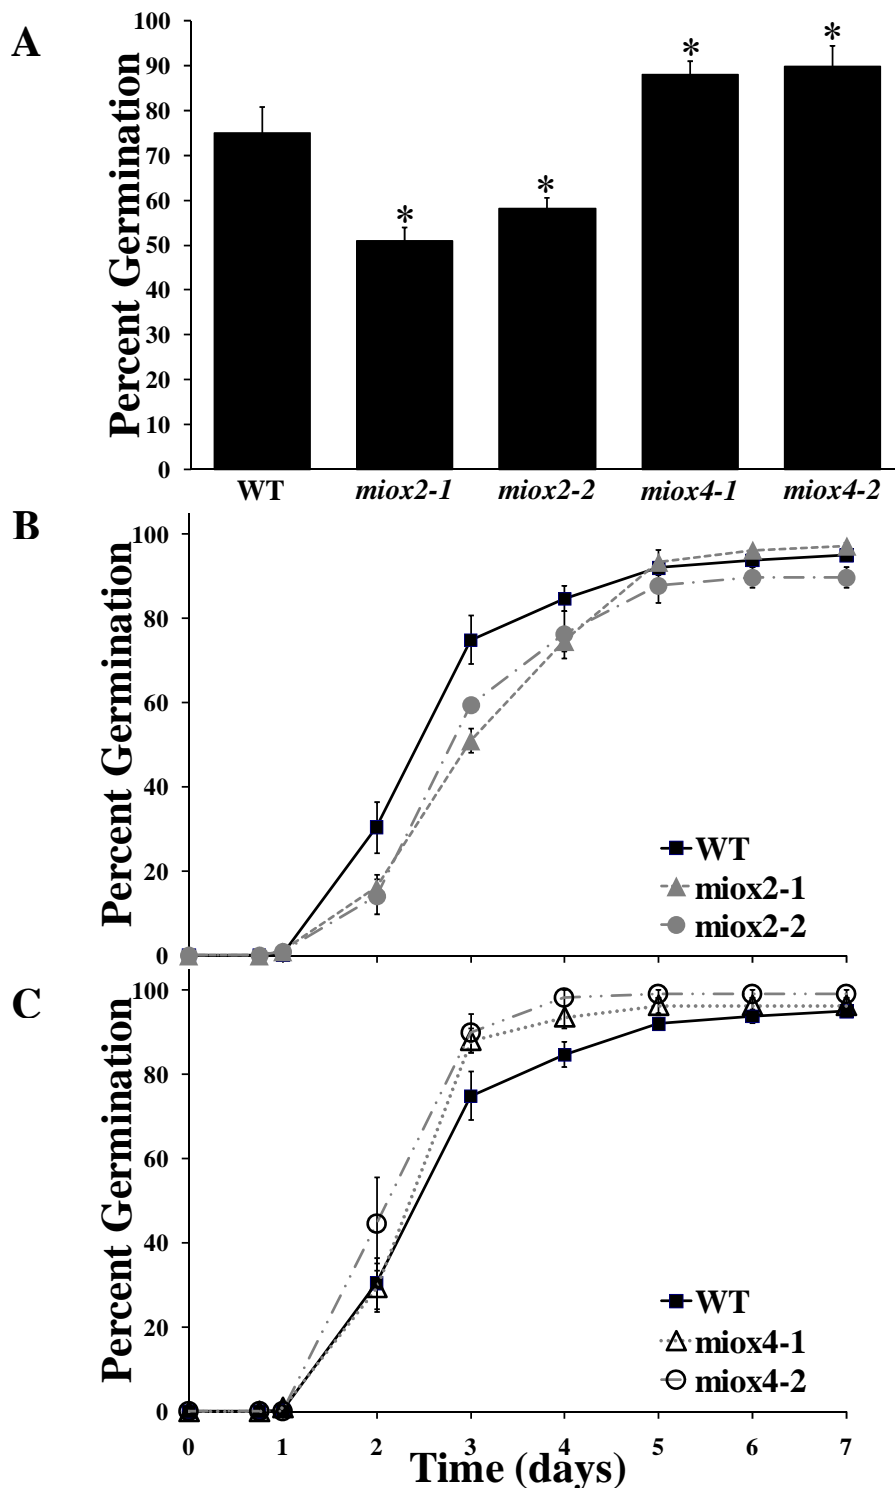 A
Percent Germination
100
90
80
70
60
50
40
30
20
10
0
* * * *
WT miox2-1 miox2-2 miox4-1 miox4-2
B
Percent Germination
100
80
60
40
20
0
WT
miox2-1
miox2-2
C
Percent Germination
100
80
60
40
20
0
WT
miox4-1
miox4-2
0 1 2 3 4 5 6 7
Time (days)